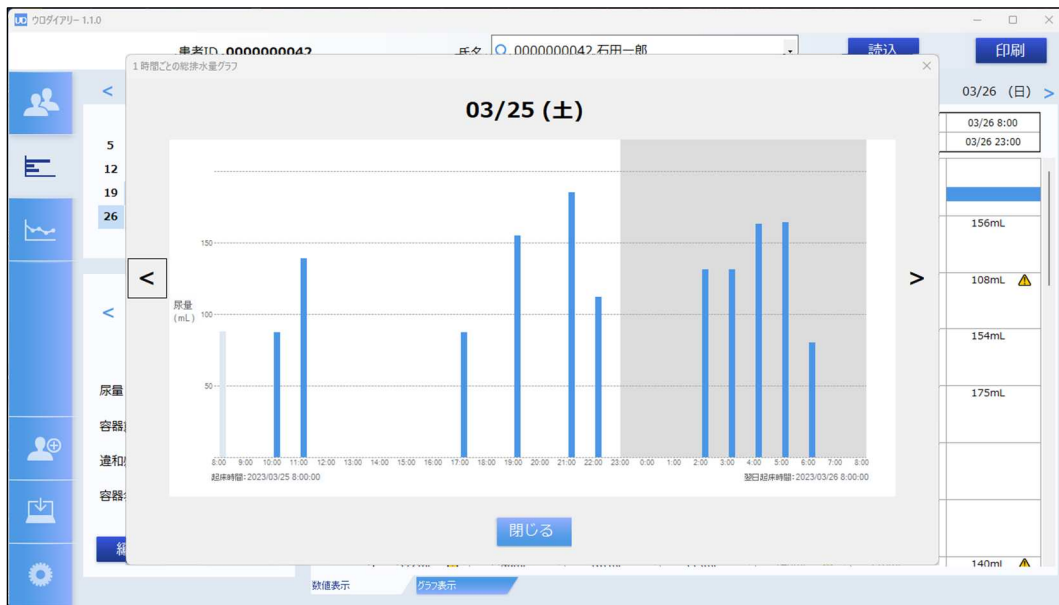 UD ウロダイアリー 1.1.0
患者ID 0000000042 氏名 0000000042 石田一郎 読込 印刷
1時間ごとの総排水量グラフ
< 03/26 (日) >
03/25 (土)
03/26 8:00
03/26 23:00
5
12
19
26
156mL
108mL
154mL
175mL
140mL
< >
<
尿量
(mL)
150
100
50
8:00 9:00 10:00 11:00 12:00 13:00 14:00 15:00 16:00 17:00 18:00 19:00 20:00 21:00 22:00 23:00 0:00 1:00 2:00 3:00 4:00 5:00 6:00 7:00 8:00
起床時間:2023/03/25 8:00:00 翌日起床時間:2023/03/26 8:00:00
尿量
容器
違和
容器
閉じる
編
数値表示 グラフ表示